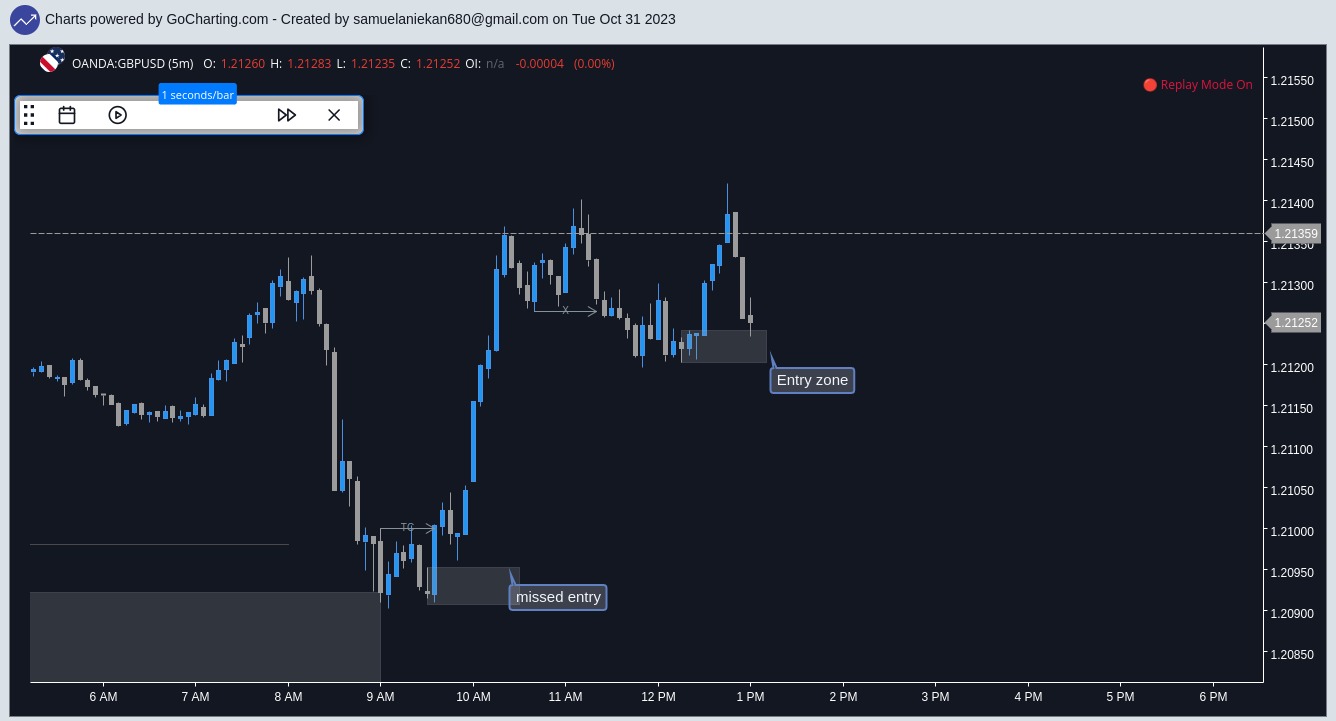 Charts powered by GoCharting.com - Created by samuelaniekan680@gmail.com on Tue Oct 31 2023
OANDA:GBPUSD (5m) O: 1.21260 H: 1.21283 L: 1.21235 C: 1.21252 OI: n/a -0.00004 (0.00%)
Replay Mode On
1 seconds/bar
1.21550
1.21500
1.21450
1.21400
1.21359
1.21350
1.21300
X
1.21252
1.21200
Entry zone
1.21150
1.21100
1.21050
1.21000
TC
1.20950
missed entry
1.20900
1.20850
6 AM 7 AM 8 AM 9 AM 10 AM 11 AM 12 PM 1 PM 2 PM 3 PM 4 PM 5 PM 6 PM